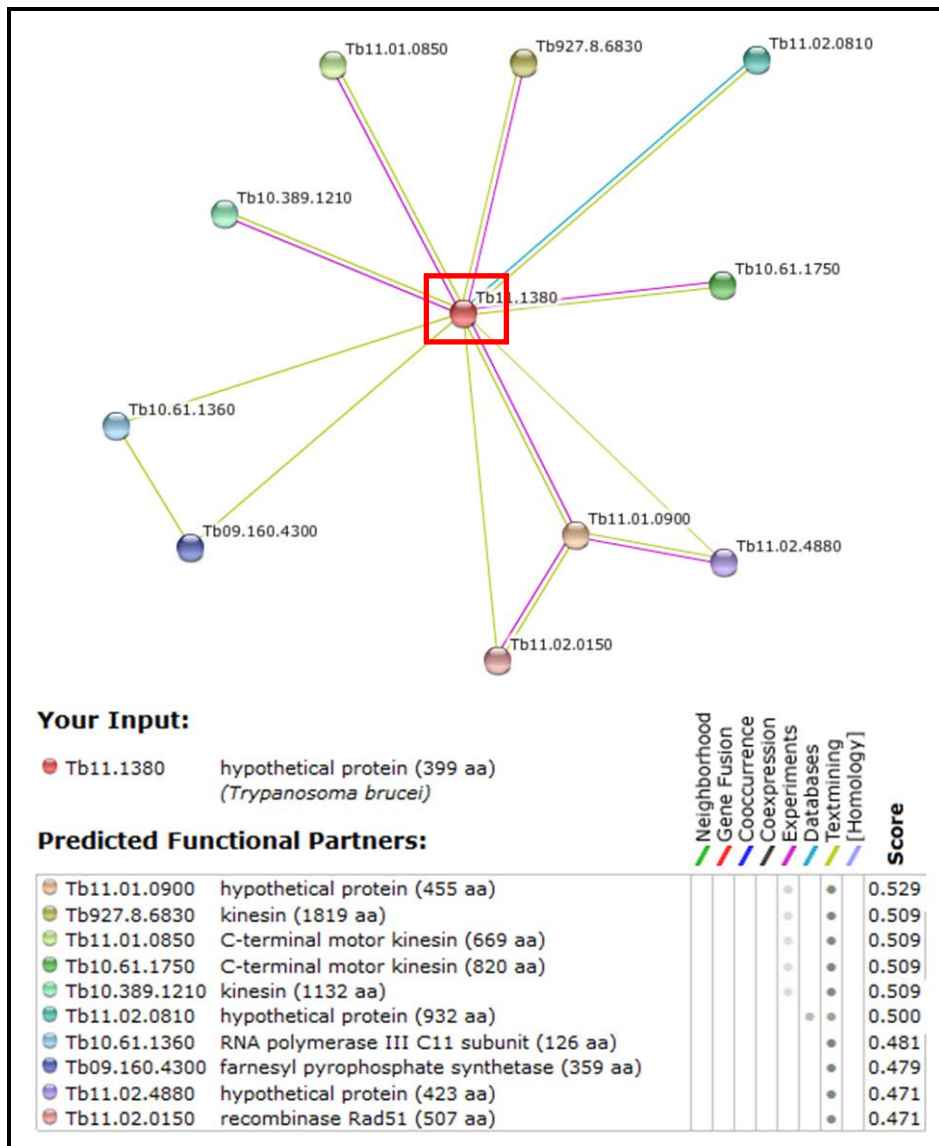 Tb11.01.0850
Tb927.8.6830
Tb11.02.0810
Tb10.389.1210
Tb10.61.1750
Tb11.1380
Tb10.61.1360
Tb09.160.4300
Tb11.01.0900
Tb11.02.4880
Tb11.02.0150
Your Input:
Tb11.1380 hypothetical protein (399 aa)
(Trypanosoma brucei)
Predicted Functional Partners:
Neighborhood
Gene Fusion
Cooccurrence
Coexpression
Experiments
Databases
Textmining
[Homology]
Score
Tb11.01.0900 hypothetical protein (455 aa) 0.529
Tb927.8.6830 kinesin (1819 aa) 0.509
Tb11.01.0850 C-terminal motor kinesin (669 aa) 0.509
Tb10.61.1750 C-terminal motor kinesin (820 aa) 0.509
Tb10.389.1210 kinesin (1132 aa) 0.509
Tb11.02.0810 hypothetical protein (932 aa) 0.500
Tb10.61.1360 RNA polymerase III C11 subunit (126 aa) 0.481
Tb09.160.4300 farnesyl pyrophosphate synthetase (359 aa) 0.479
Tb11.02.4880 hypothetical protein (423 aa) 0.471
Tb11.02.0150 recombinase Rad51 (507 aa) 0.471